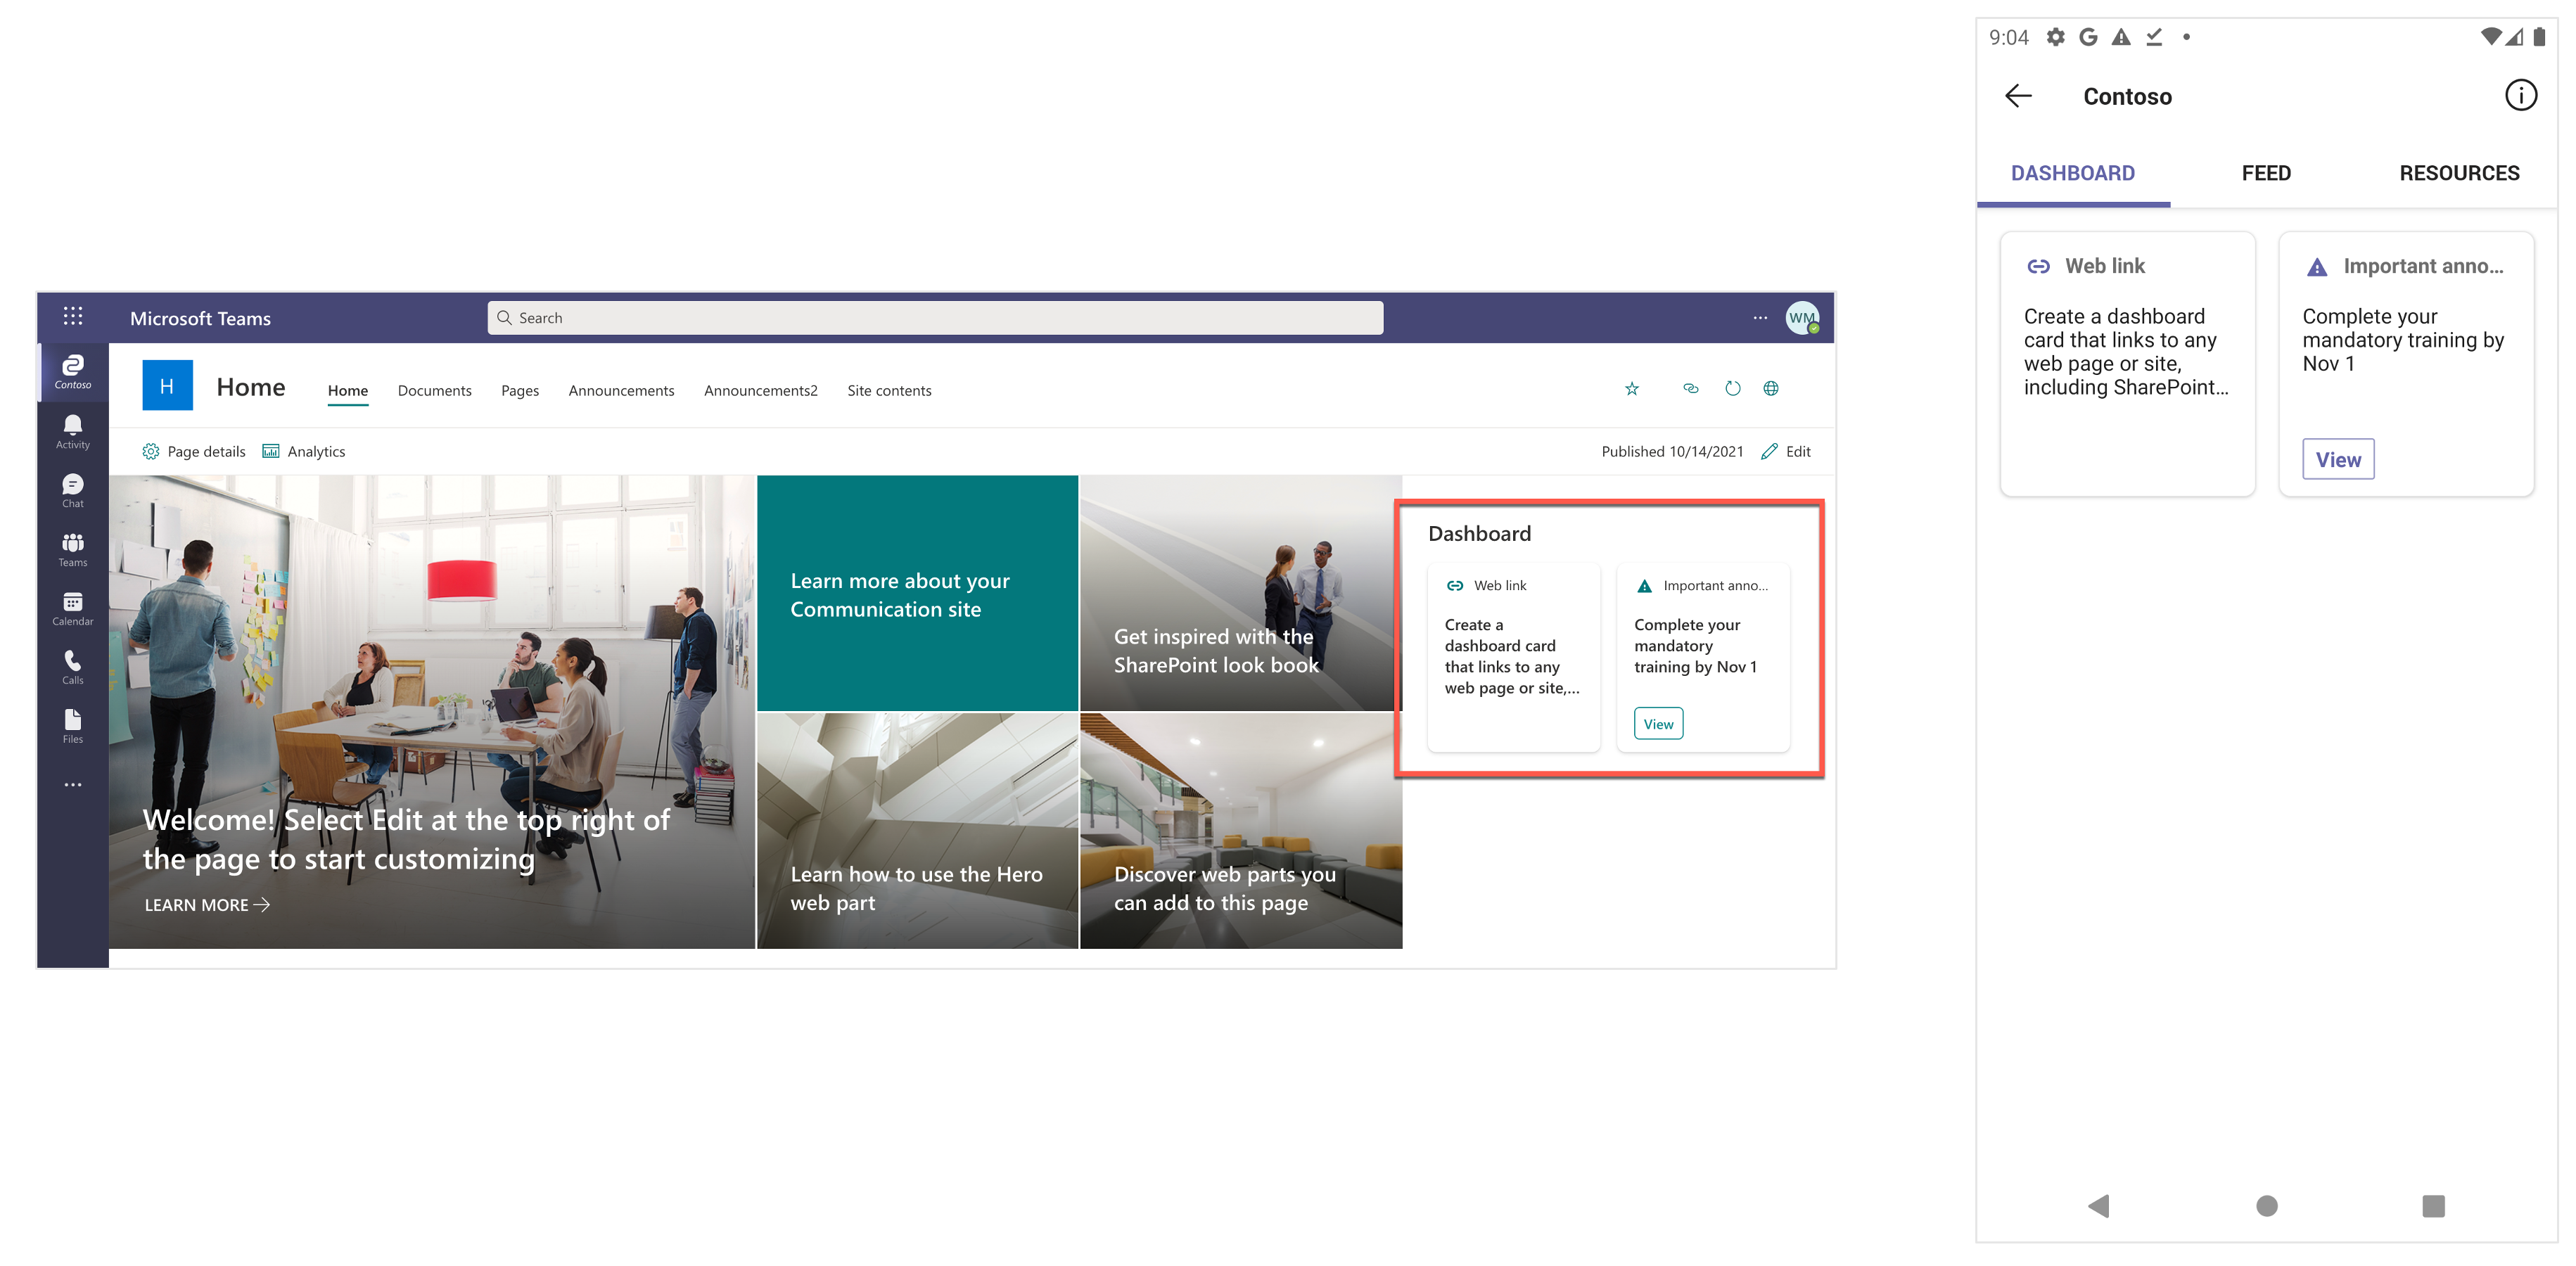 Microsoft Teams
Search
WM
Contoso
Activity
Chat
Teams
Calendar
Calls
Files
H
Home
Home
Documents
Pages
Announcements
Announcements2
Site contents
Page details
Analytics
Published 10/14/2021
Edit
Welcome! Select Edit at the top right of
the page to start customizing
LEARN MORE
Learn more about your
Communication site
Get inspired with the
SharePoint look book
Learn how to use the Hero
web part
Discover web parts you
can add to this page
Dashboard
Web link
Create a
dashboard card
that links to any
web page or site,...
Important anno...
Complete your
mandatory
training by Nov 1
View
9:04
Contoso
DASHBOARD
FEED
RESOURCES
Web link
Create a dashboard
card that links to any
web page or site,
including SharePoint...
Important anno...
Complete your
mandatory training by
Nov 1
View